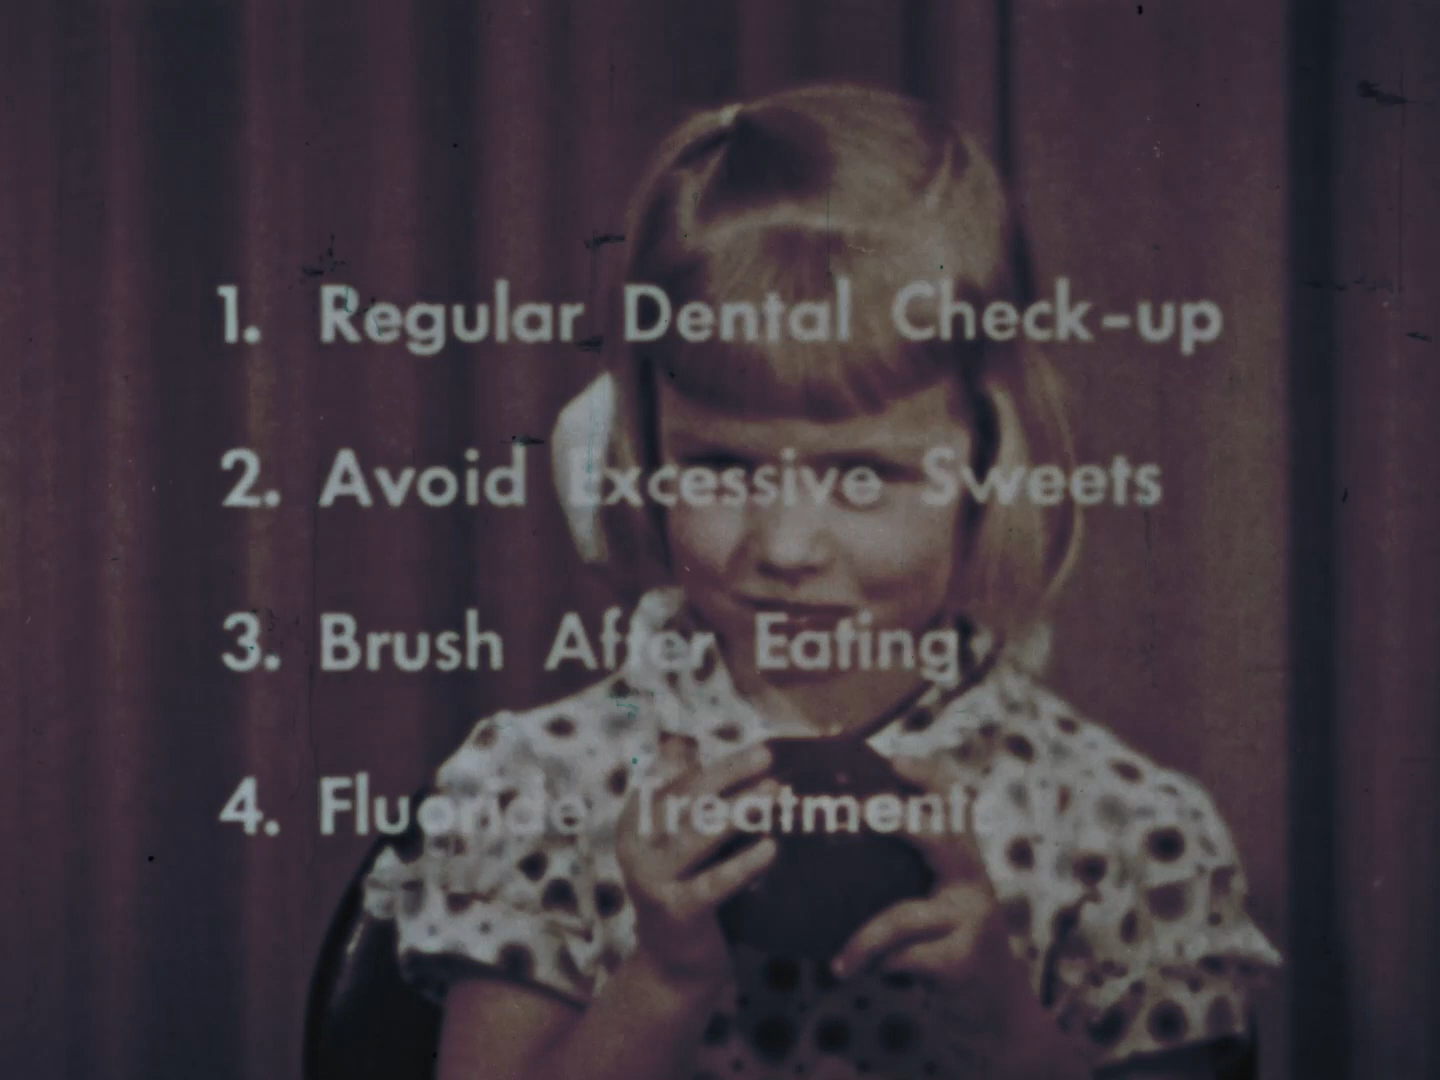 1. Regular Dental Check-up
2. Avoid Excessive Sweets
3. Brush After Eating
4. Fluoride Treatments